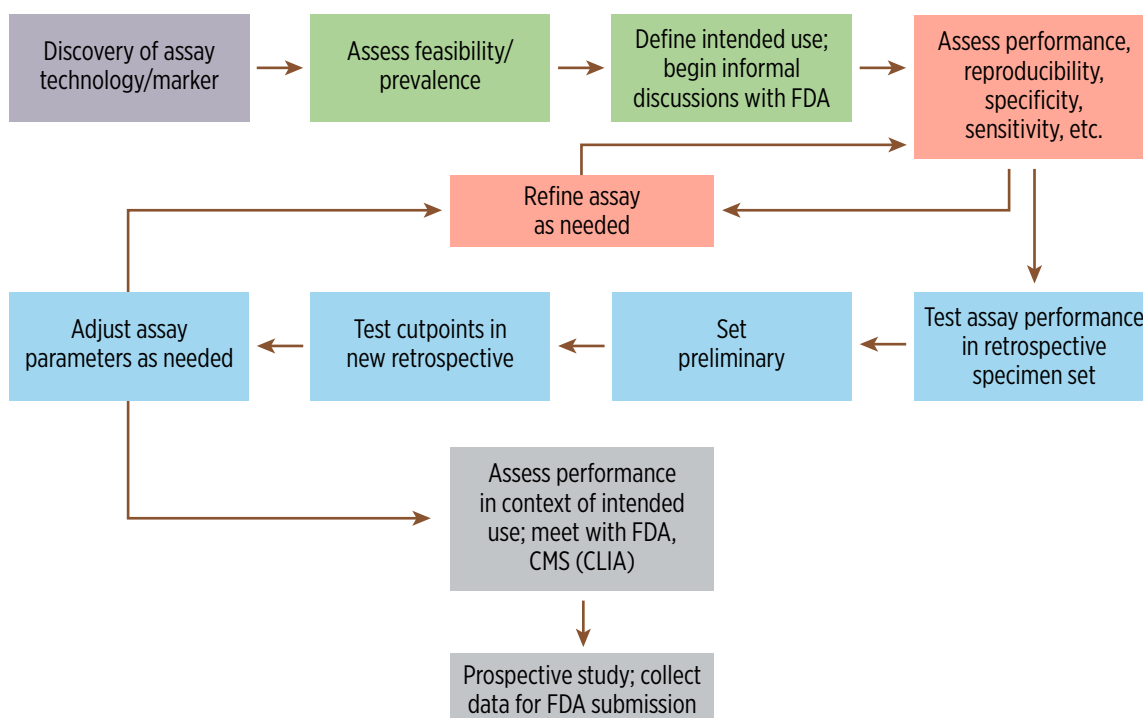 Discovery of assay
technology/marker
Assess feasibility/
prevalence
Define intended use;
begin informal
discussions with FDA
Assess performance,
reproducibility,
specificity,
sensitivity, etc.
Refine assay
as needed
Adjust assay
parameters as needed
Test cutpoints in
new retrospective
Set
preliminary
Test assay performance
in retrospective
specimen set
Assess performance
in context of intended
use; meet with FDA,
CMS (CLIA)
Prospective study; collect
data for FDA submission